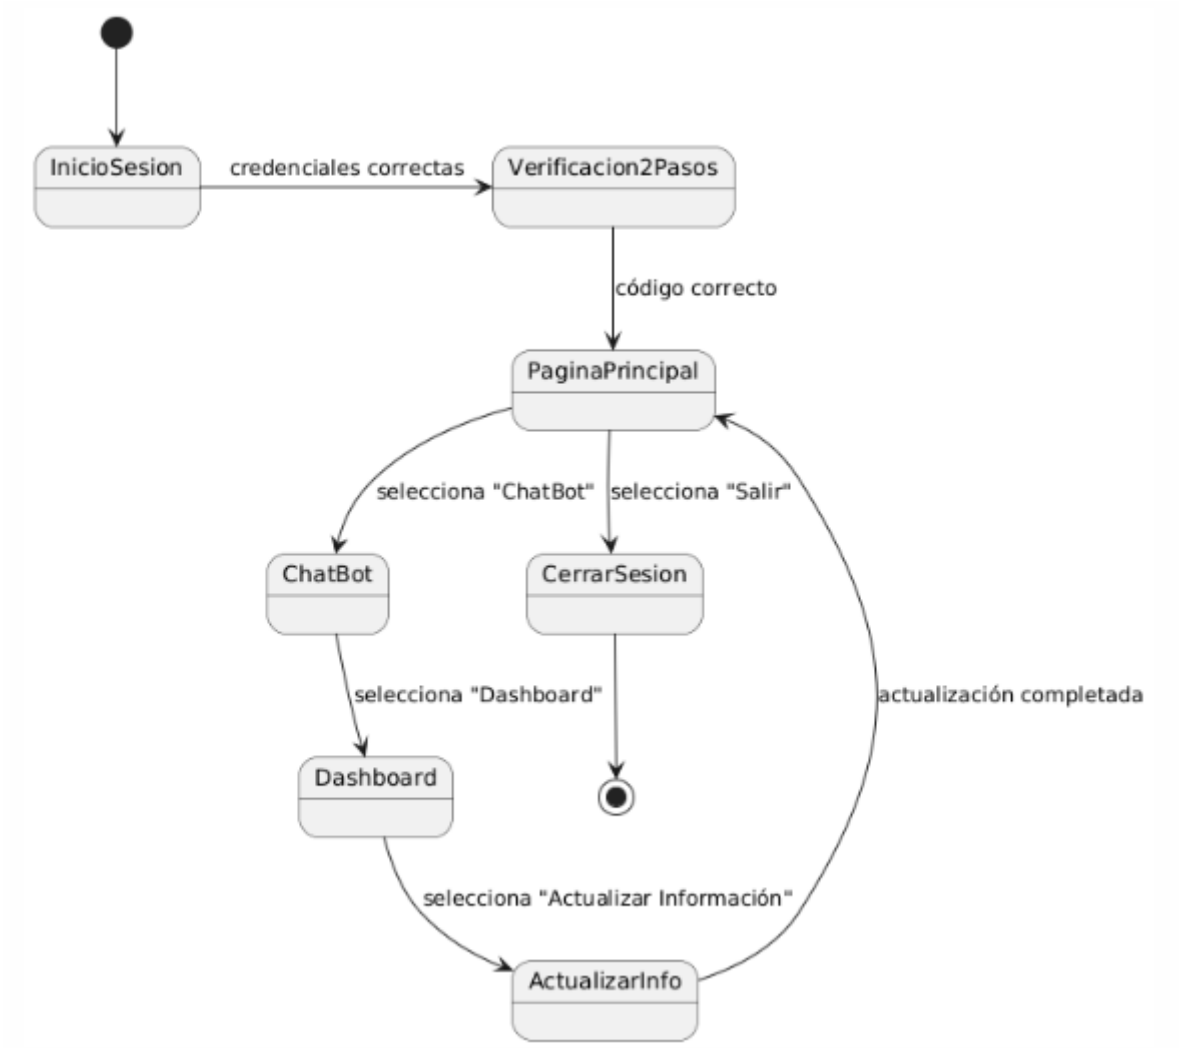 InicioSesion
credenciales correctas
Verificacion2Pasos
código correcto
PaginaPrincipal
selecciona "ChatBot"
selecciona "Salir"
ChatBot
CerrarSesion
selecciona "Dashboard"
actualización completada
Dashboard
selecciona "Actualizar Información"
ActualizarInfo